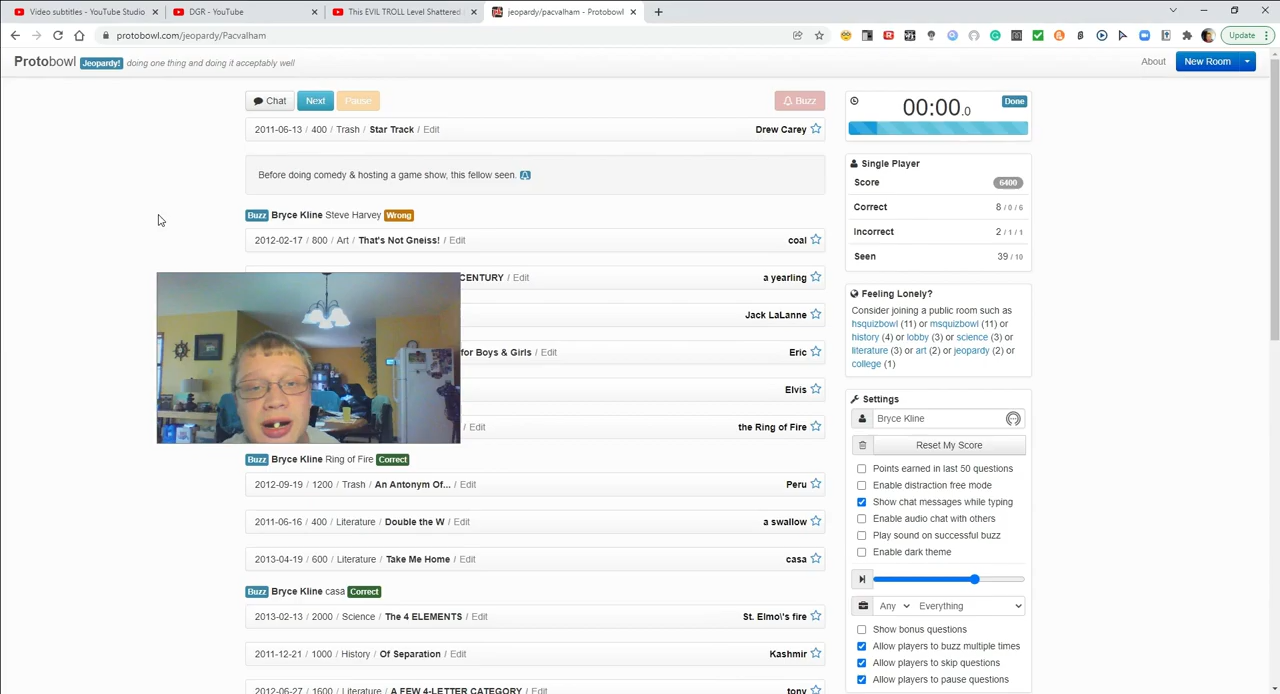 Video subtitles - YouTube Studio
DGR - YouTube
This EVIL TROLL Level Shattered
jeopardy/pacvalham - Protobowl
protobowl.com/jeopardy/Pacvalham
Update
Protobowl Jeopardy! doing one thing and doing it acceptably well
About
New Room
Chat
Next
Pause
Buzz
2011-06-13 / 400 / Trash / Star Track / Edit
Drew Carey
Before doing comedy & hosting a game show, this fellow seen.
Buzz Bryce Kline Steve Harvey Wrong
2012-02-17 / 800 / Art / That's Not Gneiss! / Edit
coal
CENTURY / Edit
a yearling
Jack LaLanne
for Boys & Girls / Edit
Eric
Elvis
/ Edit
the Ring of Fire
Buzz Bryce Kline Ring of Fire Correct
2012-09-19 / 1200 / Trash / An Antonym Of... / Edit
Peru
2011-06-16 / 400 / Literature / Double the W / Edit
a swallow
2013-04-19 / 600 / Literature / Take Me Home / Edit
casa
Buzz Bryce Kline casa Correct
2013-02-13 / 2000 / Science / The 4 ELEMENTS / Edit
St. Elmo\'s fire
2011-12-21 / 1000 / History / Of Separation / Edit
Kashmir
2012-06-27 / 1600 / Literature / A FEW 4-LETTER CATEGORY / Edit
tony
00:00.0
Done
Single Player
Score 6400
Correct 8 / 0 / 6
Incorrect 2 / 1 / 1
Seen 39 / 10
Feeling Lonely?
Consider joining a public room such as
hsquizbowl (11) or msquizbowl (11) or
history (4) or lobby (3) or science (3) or
literature (3) or art (2) or jeopardy (2) or
college (1)
Settings
Bryce Kline
Reset My Score
Points earned in last 50 questions
Enable distraction free mode
Show chat messages while typing
Enable audio chat with others
Play sound on successful buzz
Enable dark theme
Any Everything
Show bonus questions
Allow players to buzz multiple times
Allow players to skip questions
Allow players to pause questions